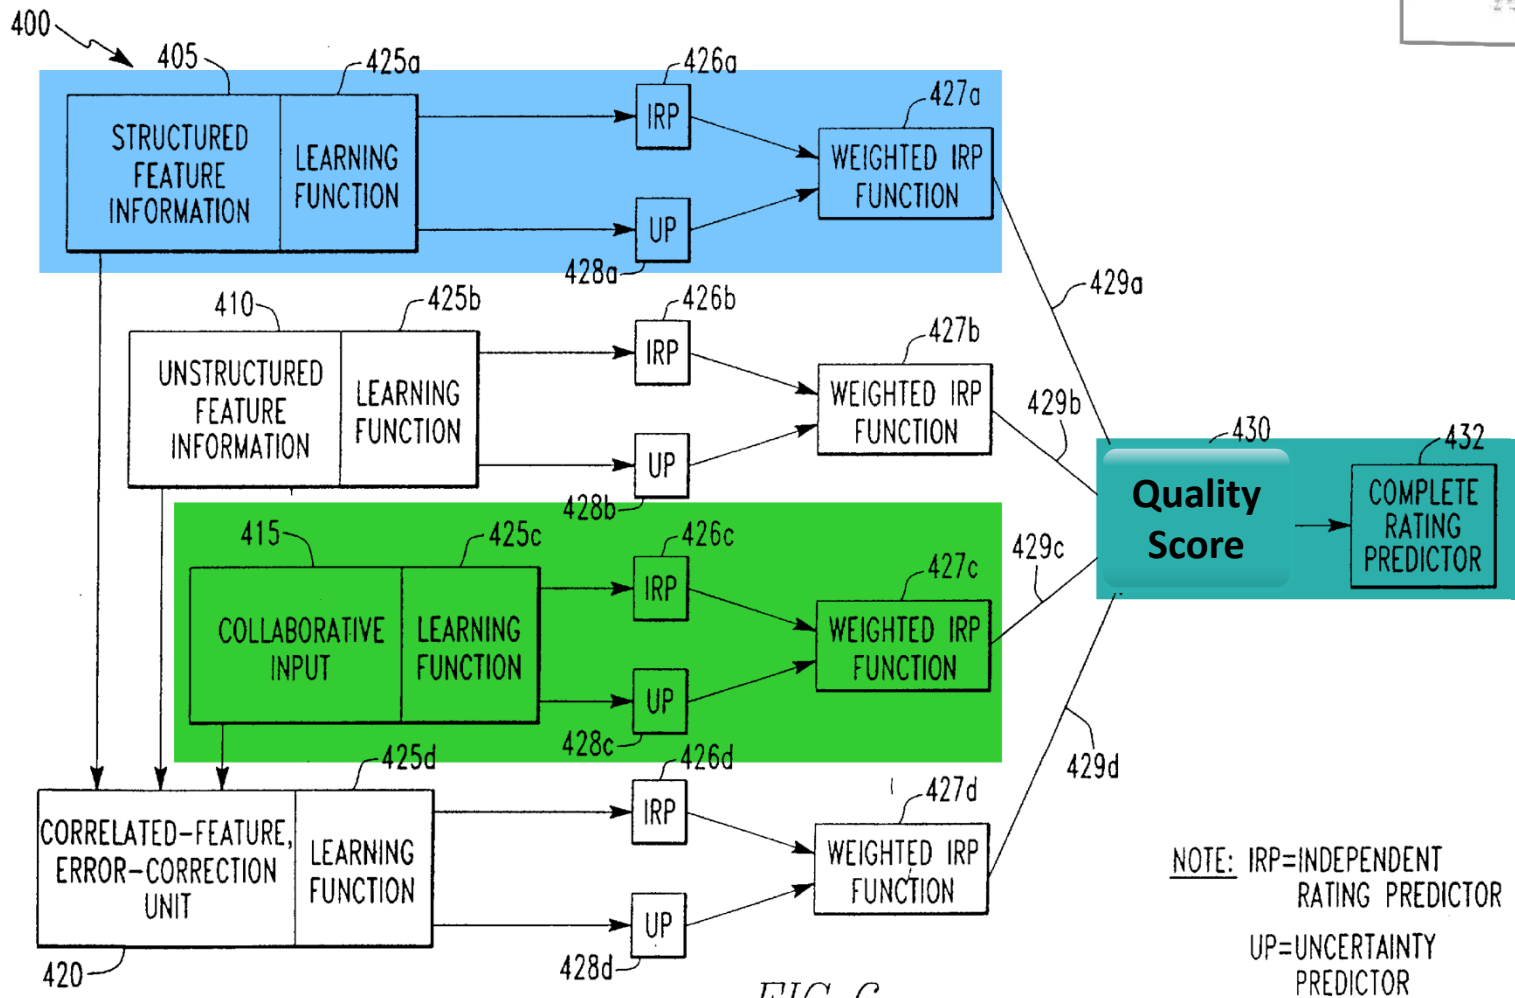 400
405
425a
426a
427a
STRUCTURED
FEATURE
INFORMATION
LEARNING
FUNCTION
IRP
UP
428a
WEIGHTED IRP
FUNCTION
429a
410
425b
426b
427b
UNSTRUCTURED
FEATURE
INFORMATION
LEARNING
FUNCTION
IRP
UP
428b
WEIGHTED IRP
FUNCTION
429b
415
425c
426c
427c
COLLABORATIVE
INPUT
LEARNING
FUNCTION
IRP
UP
428c
WEIGHTED IRP
FUNCTION
429c
430
Quality
Score
432
COMPLETE
RATING
PREDICTOR
425d
426d
427d
CORRELATED-FEATURE,
ERROR-CORRECTION
UNIT
LEARNING
FUNCTION
IRP
UP
420
428d
WEIGHTED IRP
FUNCTION
429d
NOTE: IRP=INDEPENDENT
RATING PREDICTOR
UP=UNCERTAINTY
PREDICTOR
FIG. 6